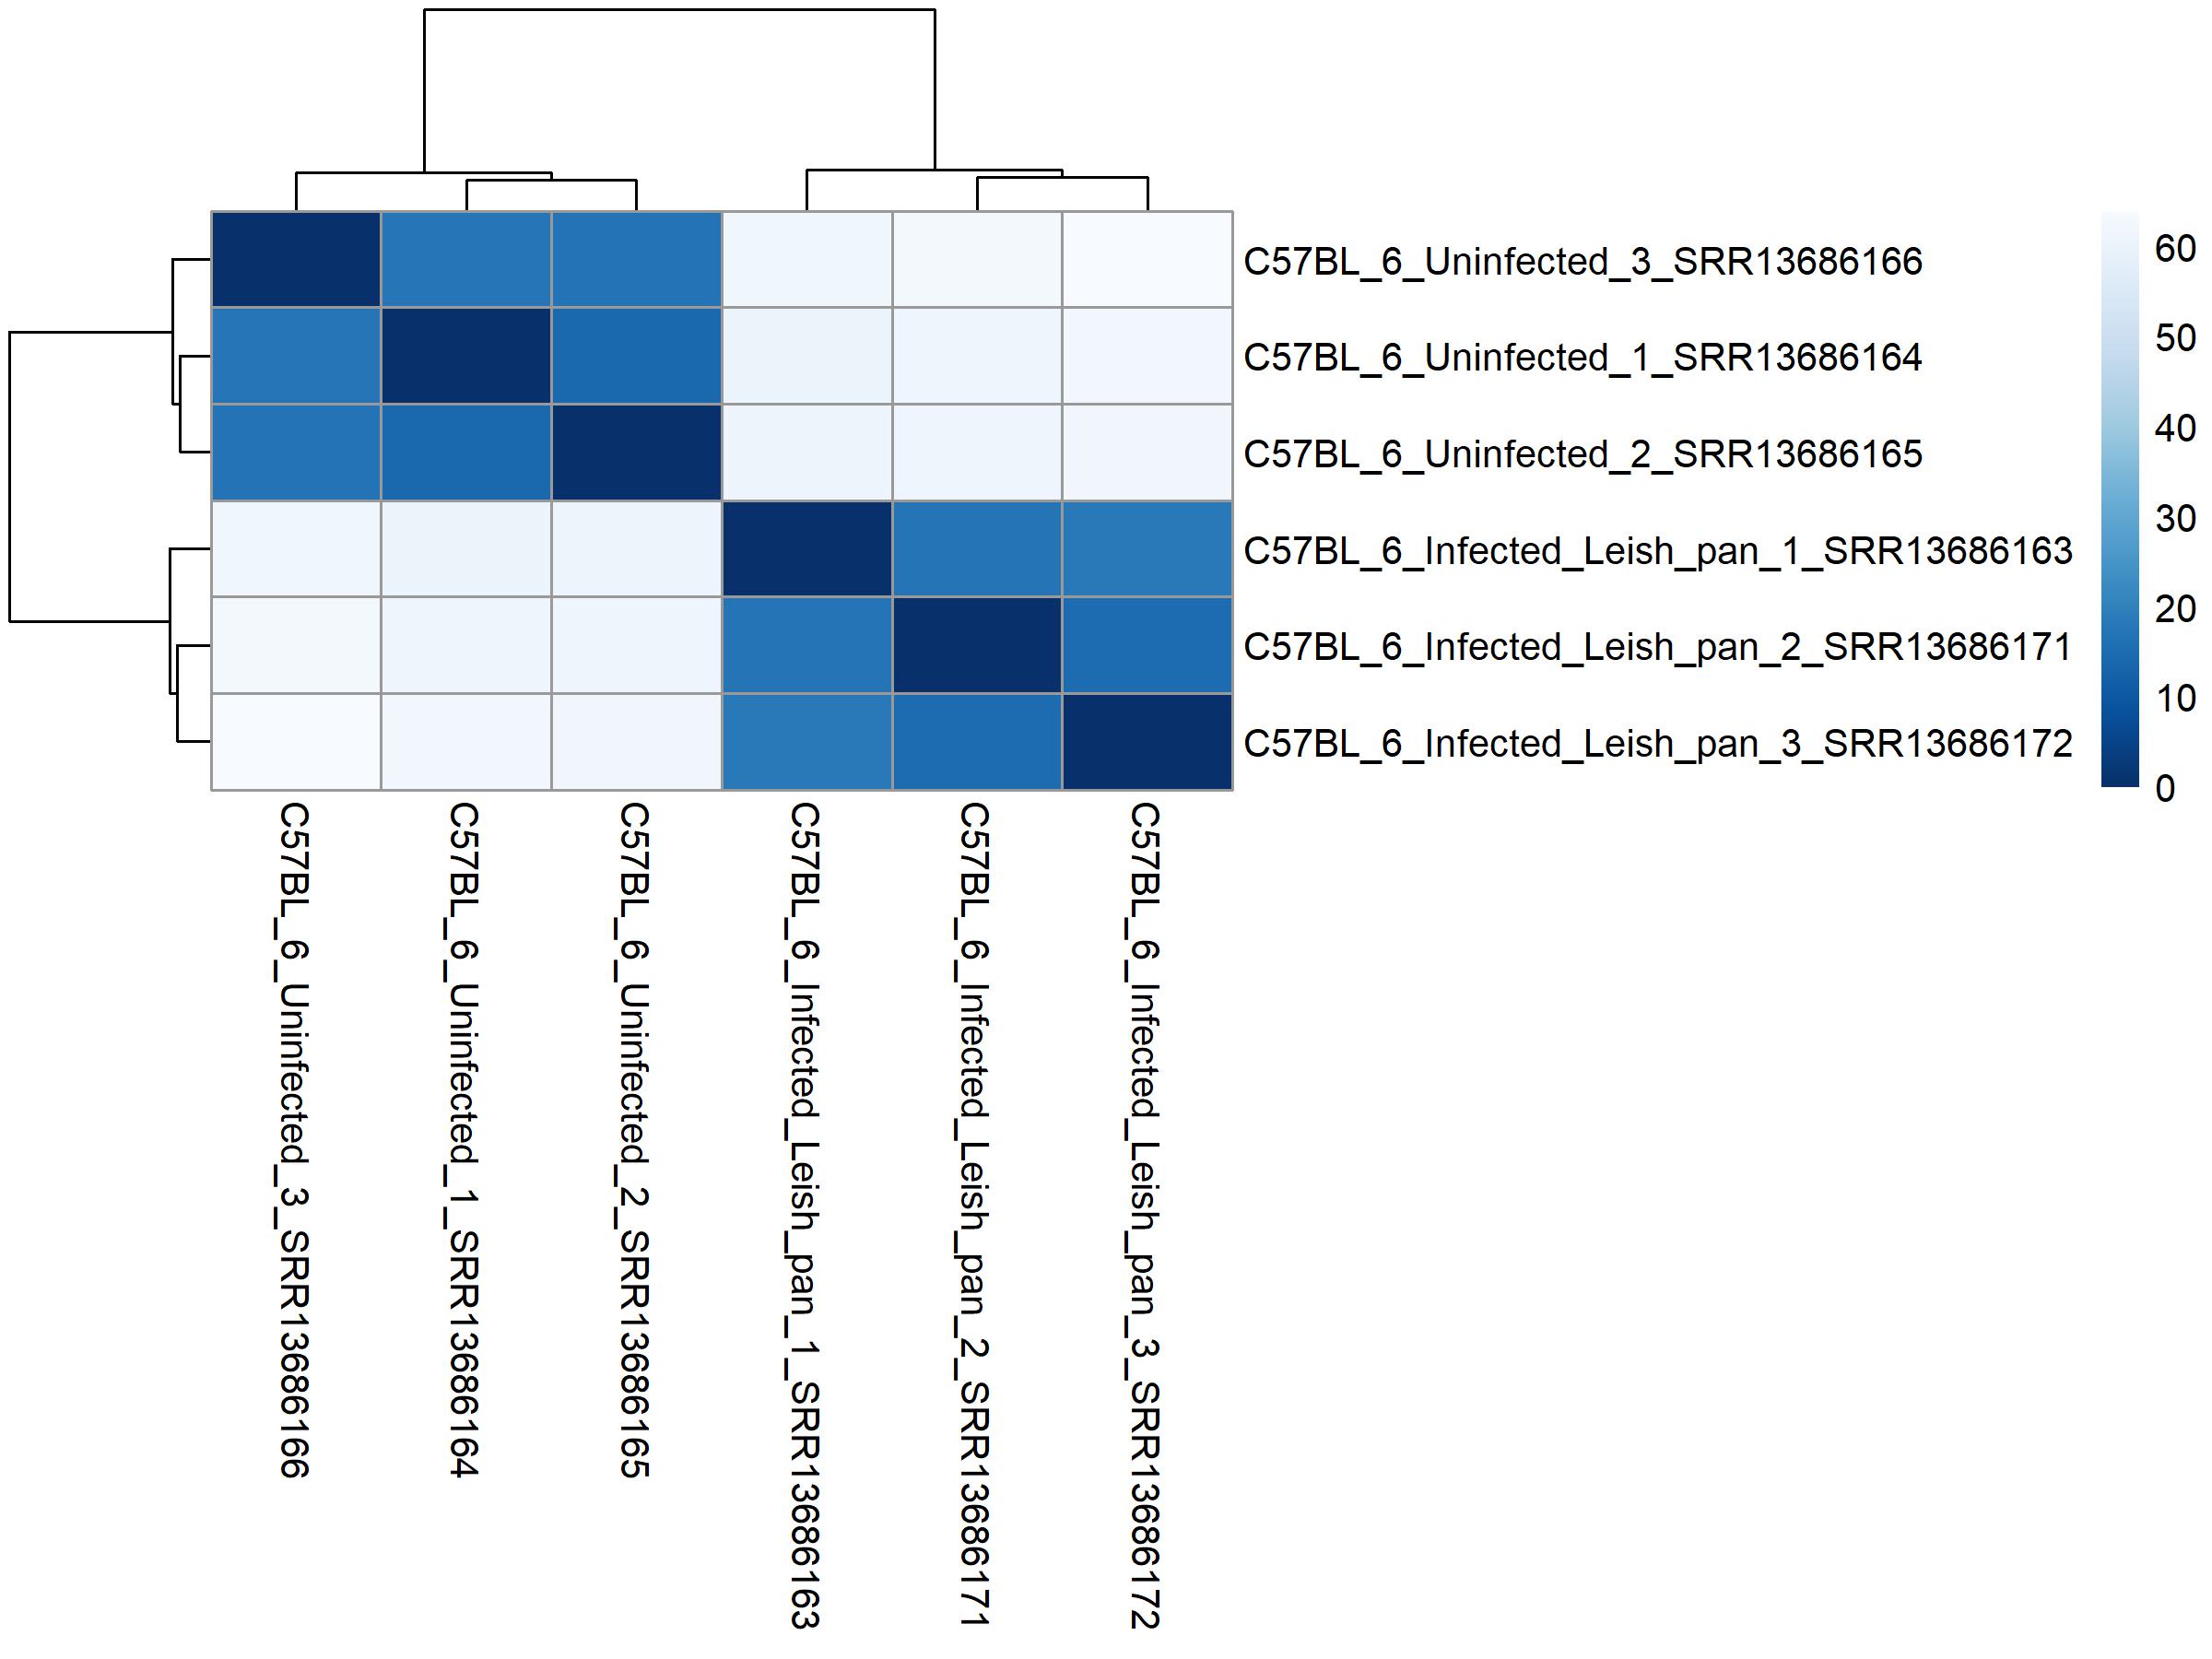 C57BL_6_Uninfected_3_SRR13686166
C57BL_6_Uninfected_1_SRR13686164
C57BL_6_Uninfected_2_SRR13686165
C57BL_6_Infected_Leish_pan_1_SRR13686163
C57BL_6_Infected_Leish_pan_2_SRR13686171
C57BL_6_Infected_Leish_pan_3_SRR13686172
60
50
40
30
20
10
0
C57BL_6_Uninfected_3_SRR13686166
C57BL_6_Uninfected_1_SRR13686164
C57BL_6_Uninfected_2_SRR13686165
C57BL_6_Infected_Leish_pan_1_SRR13686163
C57BL_6_Infected_Leish_pan_2_SRR13686171
C57BL_6_Infected_Leish_pan_3_SRR13686172